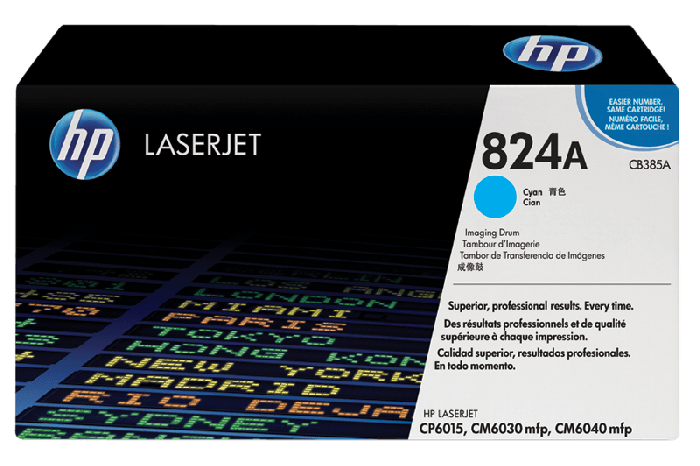 hp
hp
LASERJET
EASIER NUMBER,
SAME CARTRIDGE!
NUMÉRO FACILE,
MÊME CARTOUCHE!
824A
CB385A
Cyan 青色
Cian
Imaging Drum
Tambour d'Imagerie
Tambor de Transferencia de Imágenes
成像鼓
Superior, professional results. Every time.
Des résultats professionnels et de qualité
supérieure à chaque impression.
Calidad superior, resultados profesionales.
En todo momento.
HP LASERJET
CP6015, CM6030 mfp, CM6040 mfp
LONDON
LOS ANG
MIAMI
PARIS
TOKYO
HONG KON
NEW YORK
MADRID
RIO DEJA
SYDNEY